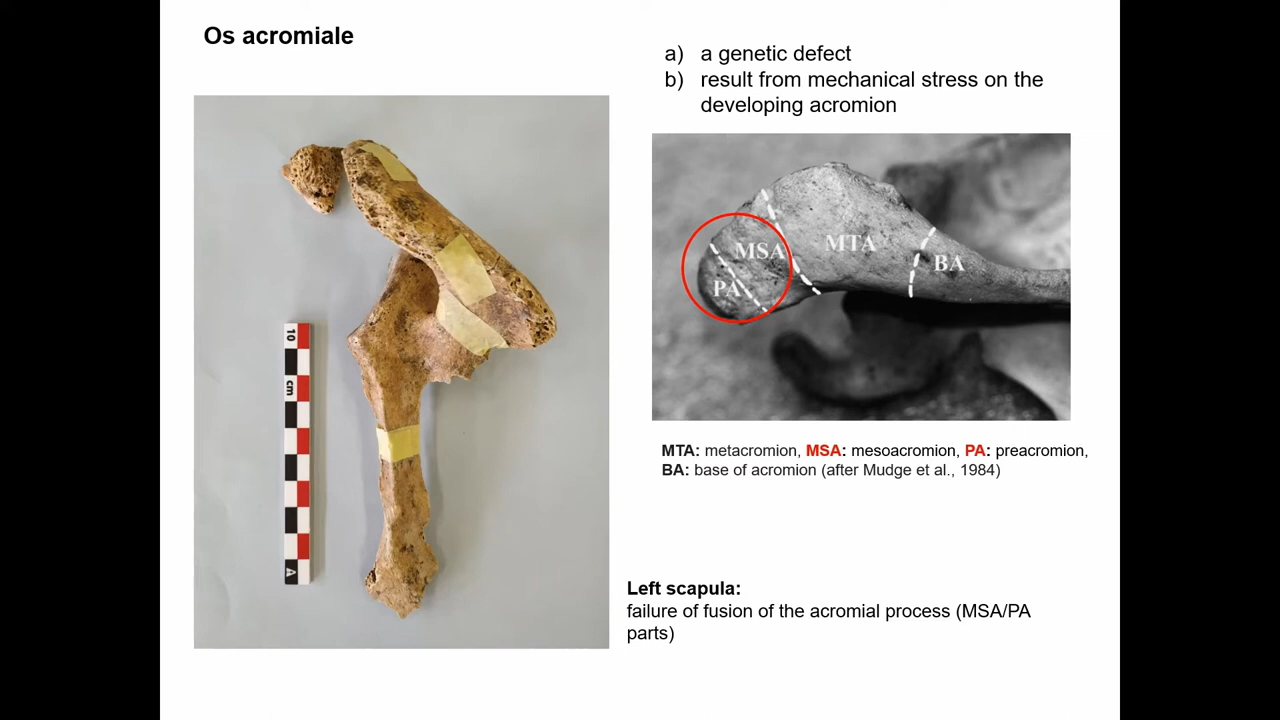 Os acromiale
a) a genetic defect
b) result from mechanical stress on the
developing acromion
MSA
MTA
BA
PA
10
cm
A
MTA: metacromion, MSA: mesoacromion, PA: preacromion,
BA: base of acromion (after Mudge et al., 1984)
Left scapula:
failure of fusion of the acromial process (MSA/PA
parts)